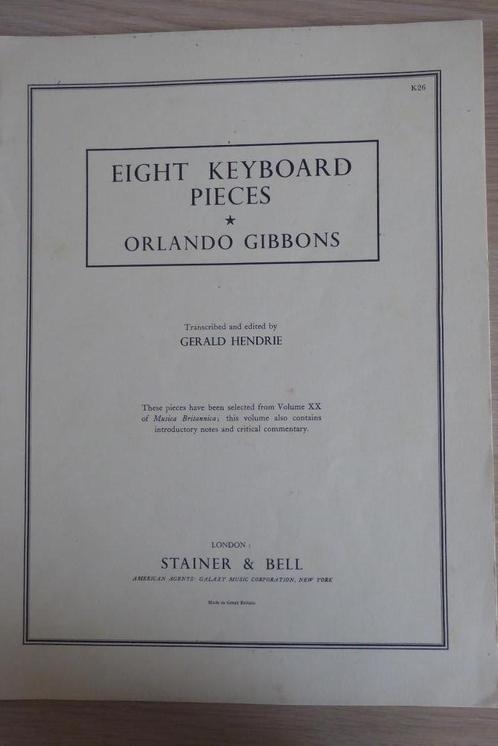 K26
EIGHT KEYBOARD
PIECES
★
ORLANDO GIBBONS
Transcribed and edited by
GERALD HENDRIE
These pieces have been selected from Volume XX
of Musica Britannica; this volume also contains
introductory notes and critical commentary.
LONDON:
STAINER & BELL
AMERICAN AGENTS: GALAXY MUSIC CORPORATION, NEW YORK
Made in Great Britain